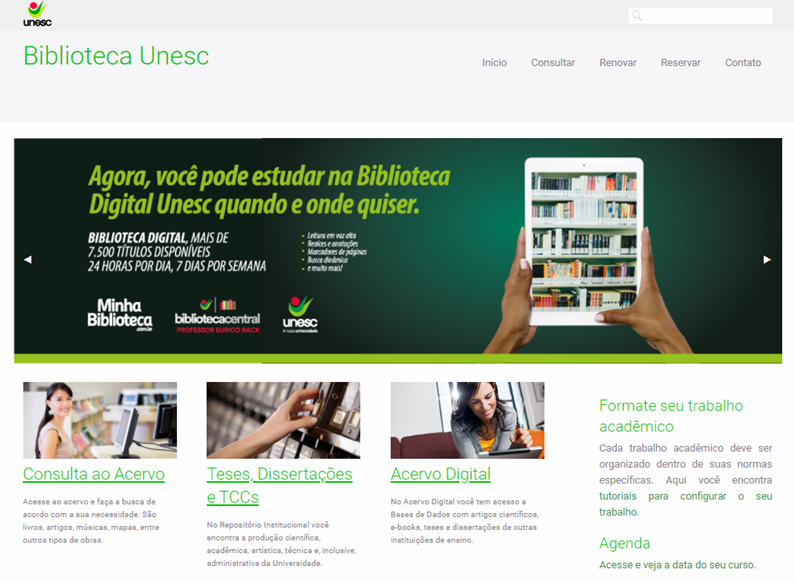 unesc
Biblioteca Unesc
Início Consultar Renovar Reservar Contato
Agora, você pode estudar na Biblioteca
Digital Unesc quando e onde quiser.
BIBLIOTECA DIGITAL, MAIS DE
7.500 TÍTULOS DISPONÍVEIS
24 HORAS POR DIA, 7 DIAS POR SEMANA
• Leitura em voz alta
• Realces e anotações
• Marcadores de páginas
• Busca dinâmica
• e muito mais!
Minha
Biblioteca
.com.br
bibliotecacentral
PROFESSOR EURICO BACK
unesc
A nossa universidade
Consulta ao Acervo
Acesse ao acervo e faça a busca de
acordo com a sua necessidade. São
livros, artigos, músicas, mapas, entre
outros tipos de obras.
Teses, Dissertações
e TCCs
No Repositório Institucional você
encontra a produção científica,
acadêmica, artística, técnica e, inclusive,
administrativa da Universidade.
Acervo Digital
No Acervo Digital você tem acesso a
Bases de Dados com artigos científicos,
e-books, teses e dissertações de outras
instituições de ensino.
Formate seu trabalho
acadêmico
Cada trabalho acadêmico deve ser
organizado dentro de suas normas
específicas. Aqui você encontra
tutoriais para configurar o seu
trabalho.
Agenda
Acesse e veja a data do seu curso.